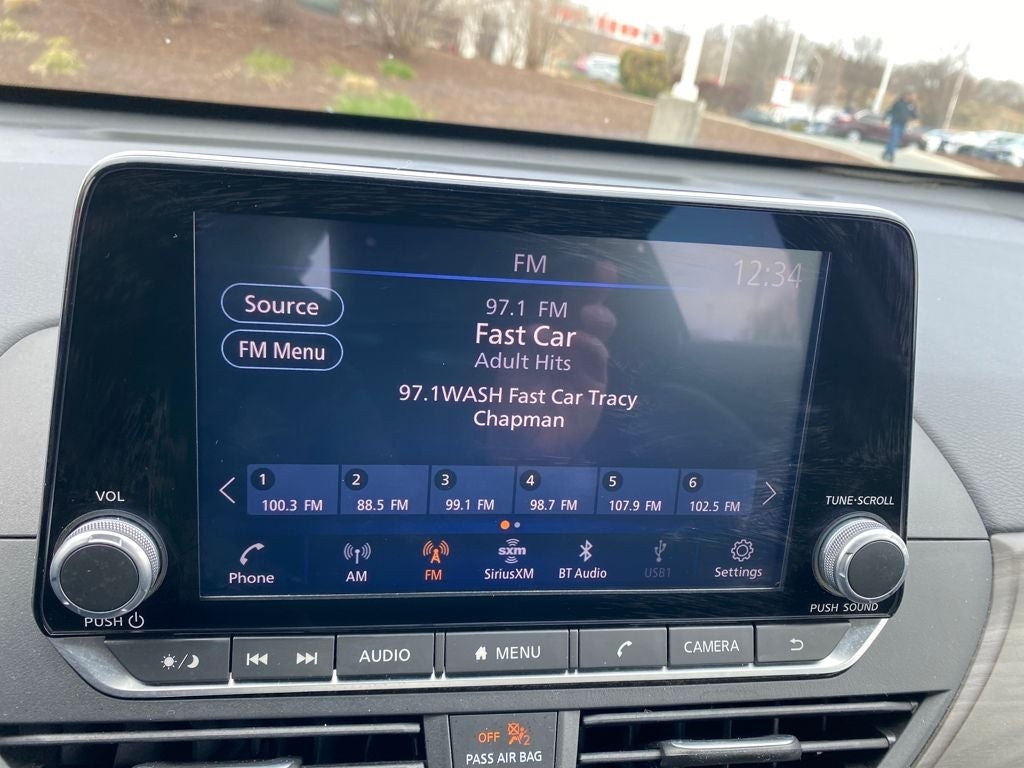 FM
12:34
Source
97.1 FM
FM Menu
Fast Car
Adult Hits
97.1WASH Fast Car Tracy
Chapman
1 100.3 FM
2 88.5 FM
3 99.1 FM
4 98.7 FM
5 107.9 FM
6 102.5 FM
Phone
AM
FM
sxm
SiriusXM
BT Audio
USB1
Settings
VOL
PUSH
TUNE·SCROLL
PUSH SOUND
AUDIO
MENU
CAMERA
OFF 2
PASS AIR BAG